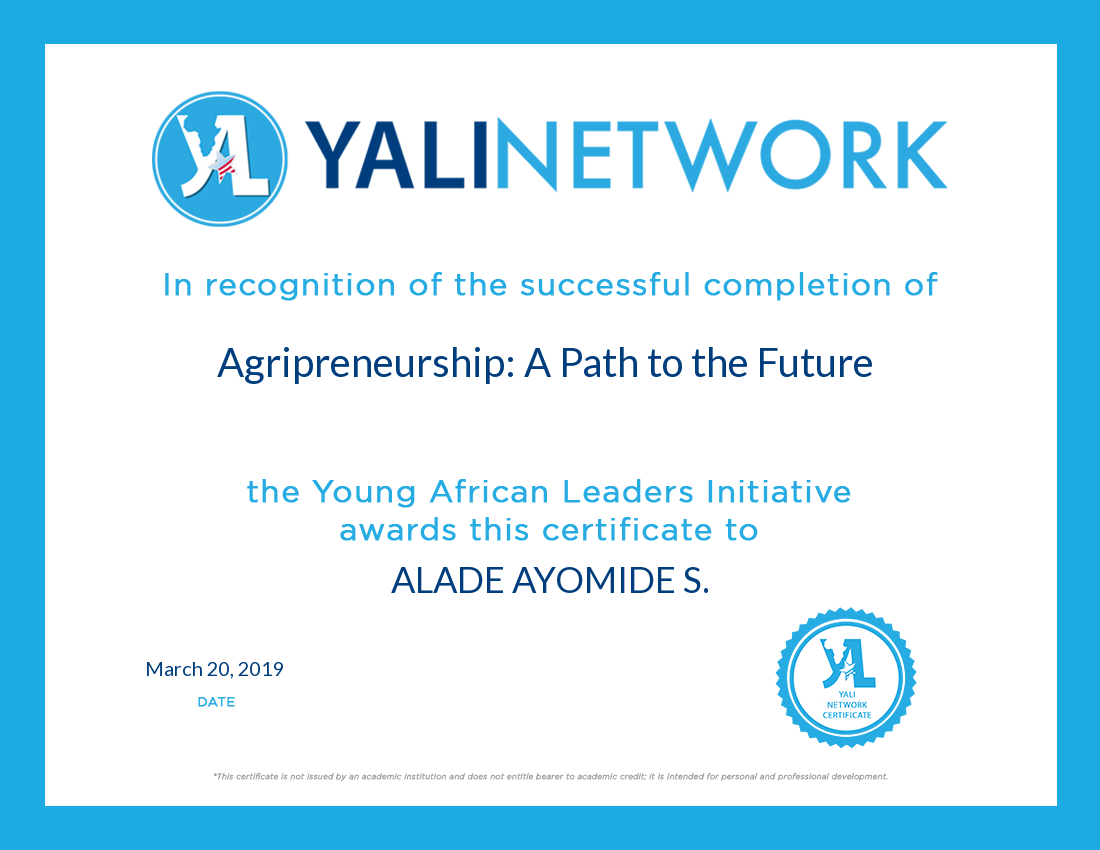 YALINETWORK
In recognition of the successful completion of
Agripreneurship: A Path to the Future
the Young African Leaders Initiative
awards this certificate to
ALADE AYOMIDE S.
March 20, 2019
DATE
YALI
NETWORK
CERTIFICATE
*This certificate is not issued by an academic institution and does not entitle bearer to academic credit; it is intended for personal and professional development.